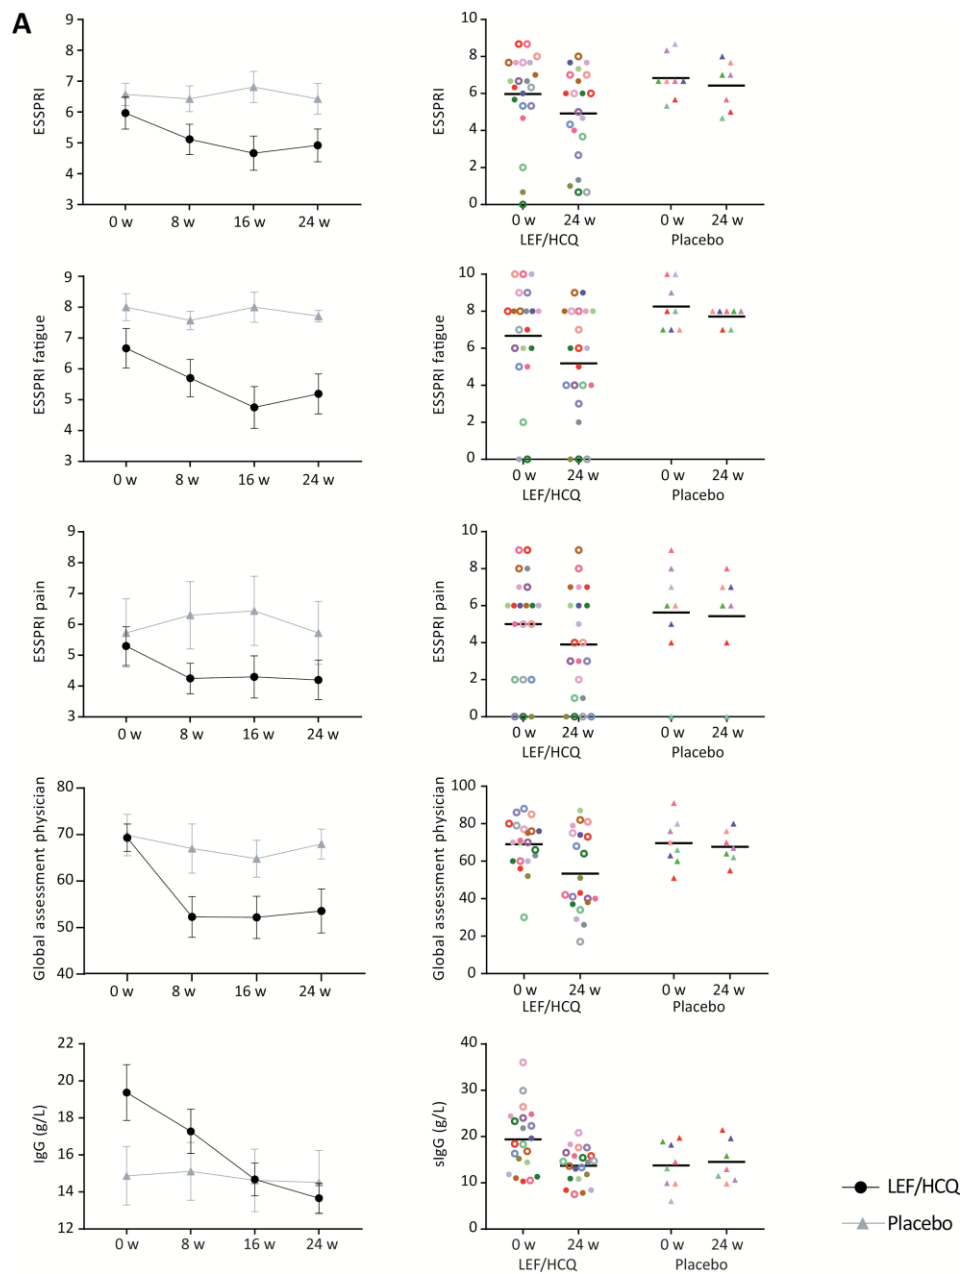 A
9
8
7
6
5
4
3
ESSPRI
0 w 8 w 16 w 24 w
10
8
6
4
2
0
ESSPRI
0 w 24 w 0 w 24 w
LEF/HCQ Placebo
9
8
7
6
5
4
3
ESSPRI fatigue
0 w 8 w 16 w 24 w
10
8
6
4
2
0
ESSPRI fatigue
0 w 24 w 0 w 24 w
LEF/HCQ Placebo
9
8
7
6
5
4
3
ESSPRI pain
0 w 8 w 16 w 24 w
10
8
6
4
2
0
ESSPRI pain
0 w 24 w 0 w 24 w
LEF/HCQ Placebo
80
70
60
50
40
Global assessment physician
0 w 8 w 16 w 24 w
100
80
60
40
20
0
Global assessment physician
0 w 24 w 0 w 24 w
LEF/HCQ Placebo
22
20
18
16
14
12
IgG (g/L)
0 w 8 w 16 w 24 w
40
30
20
10
0
sIgG (g/L)
0 w 24 w 0 w 24 w
LEF/HCQ Placebo
LEF/HCQ
Placebo